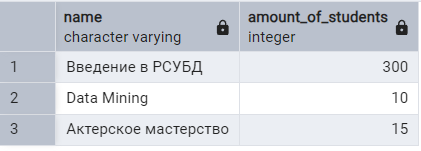 name amount_of_students
character varying integer
1 Введение в РСУБД 300
2 Data Mining 10
3 Актерское мастерство 15